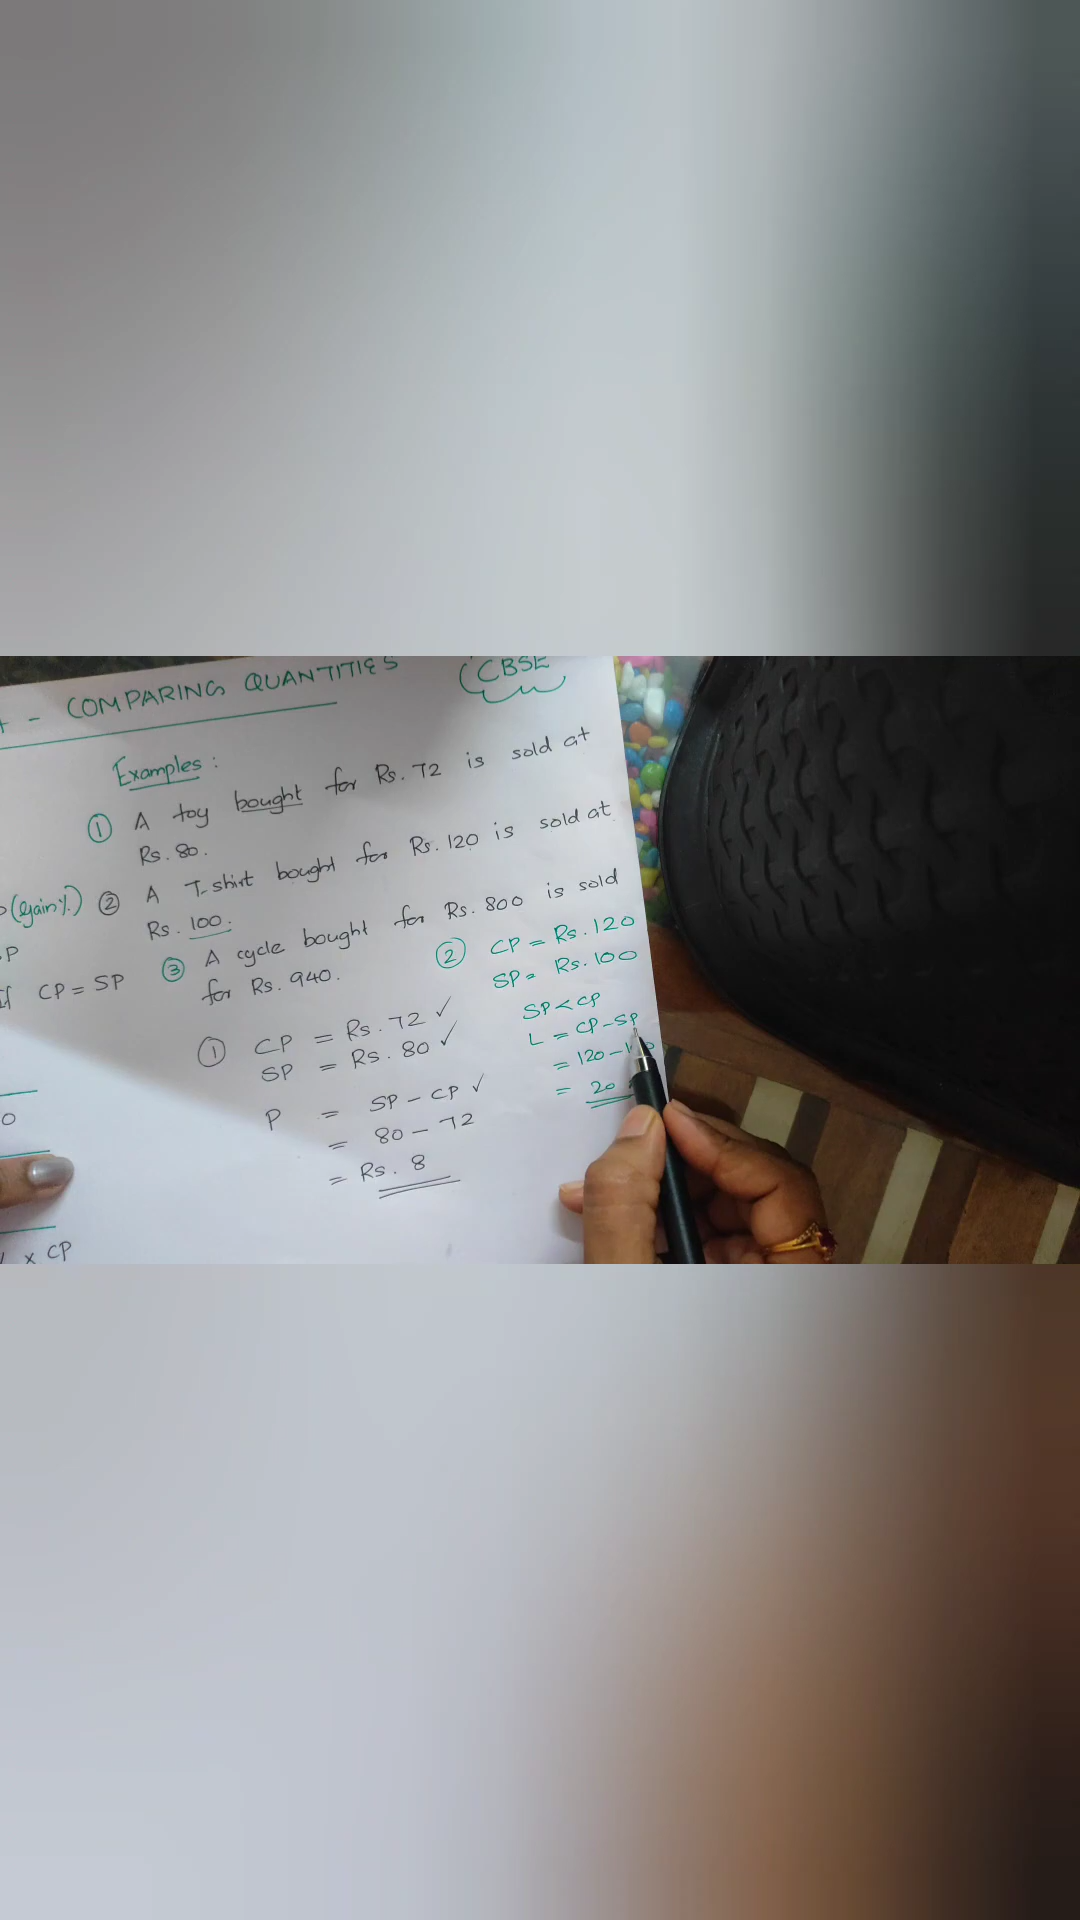 - COMPARING QUANTITIES (CBSE
Examples :
① A toy bought for Rs. 72 is sold at
Rs. 80.
② A T-shirt bought for Rs. 120 is sold at
Rs. 100.
③ A cycle bought for Rs. 800 is sold
for Rs. 940.
(Gain%)
If CP = SP
① CP = Rs. 72 ✓
SP = Rs. 80 ✓
P = SP - CP ✓
= 80 - 72
= Rs. 8
② CP = Rs. 120
SP = Rs. 100
SP < CP
L = CP - SP
= 120 -
= 20
x CP